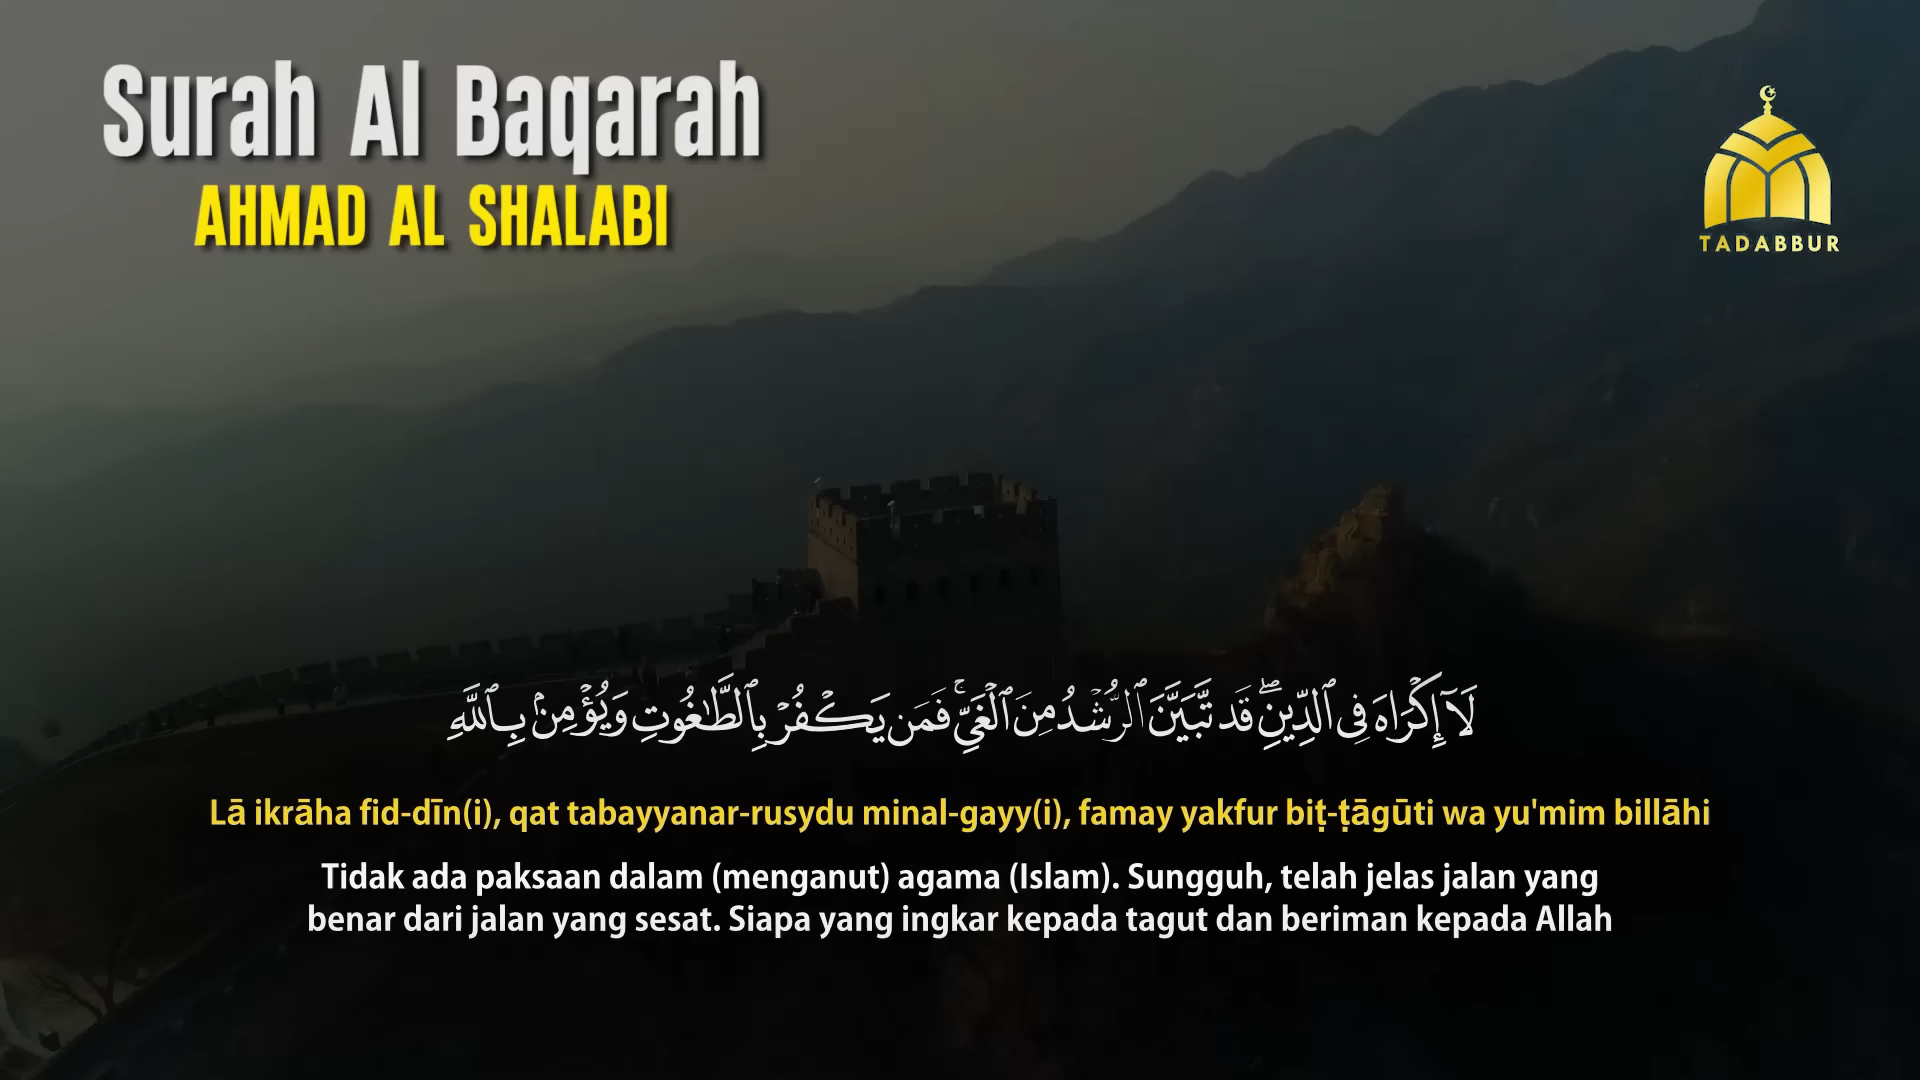 Surah Al Baqarah
AHMAD AL SHALABI
TADABBUR
لَآ إِكْرَاهَ فِى ٱلدِّينِ ۖ قَد تَّبَيَّنَ ٱلرُّشْدُ مِنَ ٱلْغَىِّ ۚ فَمَن يَكْفُرْ بِٱلطَّـٰغُوتِ وَيُؤْمِنۢ بِٱللَّهِ
Lā ikrāha fid-dīn(i), qat tabayyanar-rusydu minal-gayy(i), famay yakfur biṭ-ṭāgūti wa yu'mim billāhi
Tidak ada paksaan dalam (menganut) agama (Islam). Sungguh, telah jelas jalan yang
benar dari jalan yang sesat. Siapa yang ingkar kepada tagut dan beriman kepada Allah